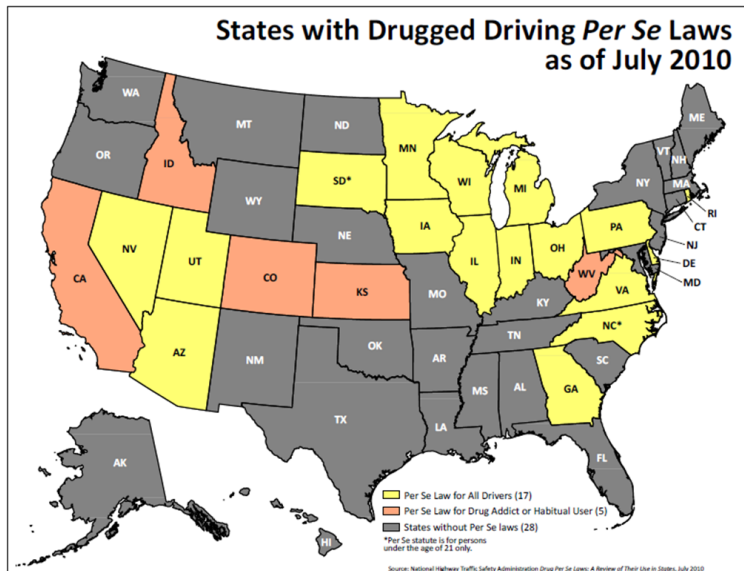 States with Drugged Driving Per Se Laws
as of July 2010
WA
MT
ND
MN
ME
OR
ID
SD*
WI
MI
VT
NH
NY
MA
WY
IA
RI
CT
NV
NE
PA
NJ
UT
IL
IN
OH
DE
CA
CO
KS
MO
WV
VA
MD
KY
AZ
NM
OK
AR
TN
NC*
SC
MS
AL
GA
TX
LA
FL
AK
HI
Per Se Law for All Drivers (17)
Per Se Law for Drug Addict or Habitual User (5)
States without Per Se laws (28)
*Per Se statute is for persons
under the age of 21 only.
Source: National Highway Traffic Safety Administration Drug Per Se Laws: A Review of Their Use in States, July 2010